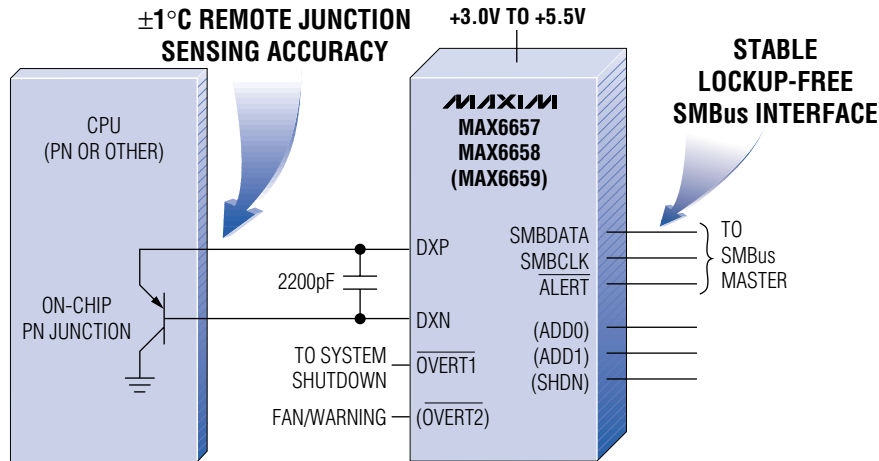 ±1°C REMOTE JUNCTION
SENSING ACCURACY
+3.0V TO +5.5V
STABLE
LOCKUP-FREE
SMBus INTERFACE
CPU
(PN OR OTHER)
MAXIM
MAX6657
MAX6658
(MAX6659)
DXP
2200pF
DXN
ON-CHIP
PN JUNCTION
SMBDATA
SMBCLK
ALERT
TO
SMBus
MASTER
(ADD0)
(ADD1)
(SHDN)
TO SYSTEM
SHUTDOWN
OVERT1
FAN/WARNING
(OVERT2)